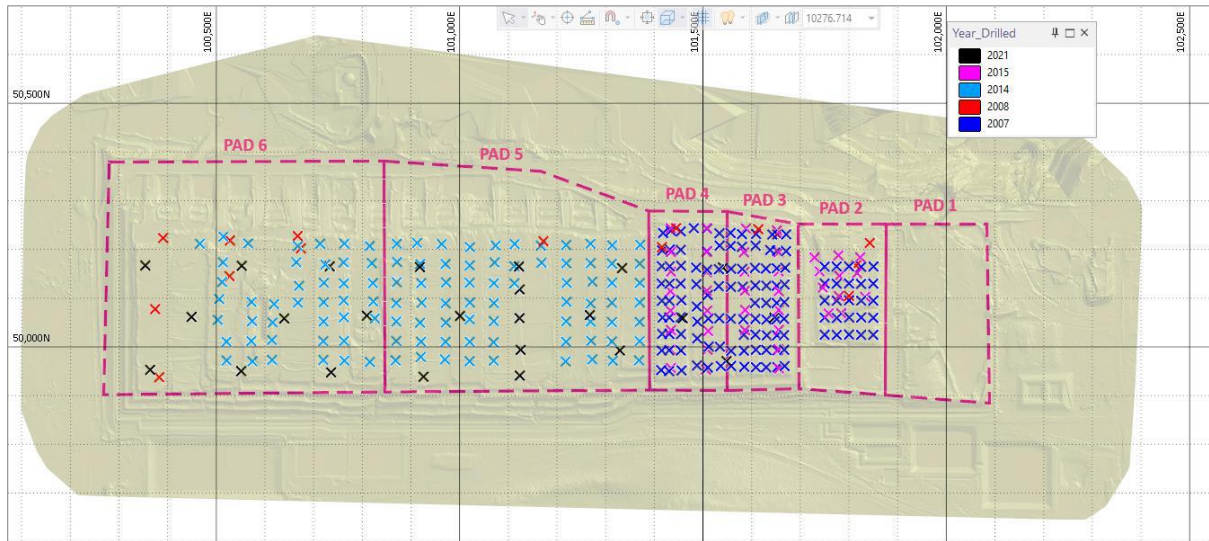 10276.714
100,500E
101,000E
101,500E
102,000E
102,500E
Year_Drilled
2021
2015
2014
2008
2007
50,500N
PAD 6
PAD 5
PAD 4
PAD 3
PAD 2
PAD 1
50,000N